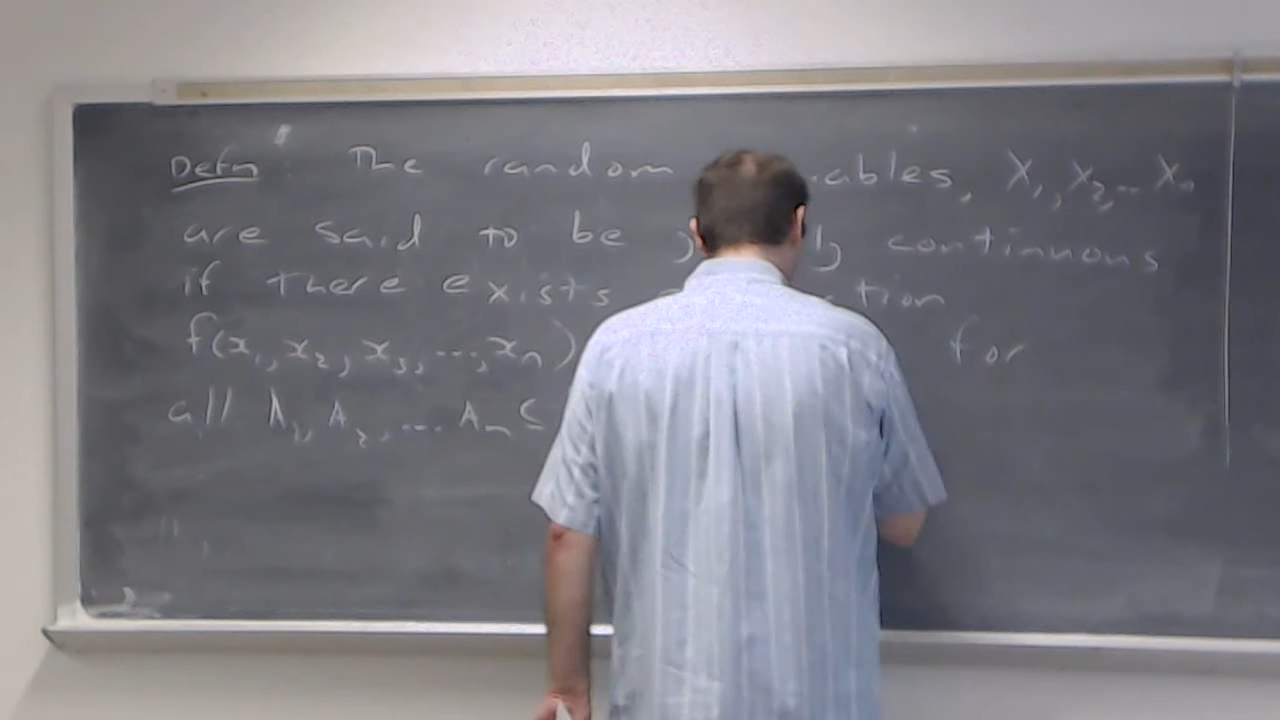 Defn The random ables, X₁, X₂, ... Xₙ
are said to be continuous
if there exists tion
f(x₁, x₂, x₃, ..., xₙ) for
all A₁, A₂, ... Aₙ ⊆